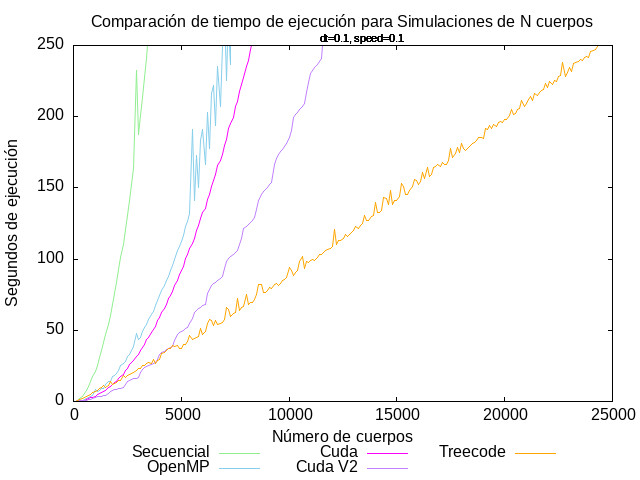 Comparación de tiempo de ejecución para Simulaciones de N cuerpos
dt=0.1, speed=0.1
250
200
150
100
50
0
Segundos de ejecución
0 5000 10000 15000 20000 25000
Número de cuerpos
Secuencial Cuda Treecode
OpenMP Cuda V2